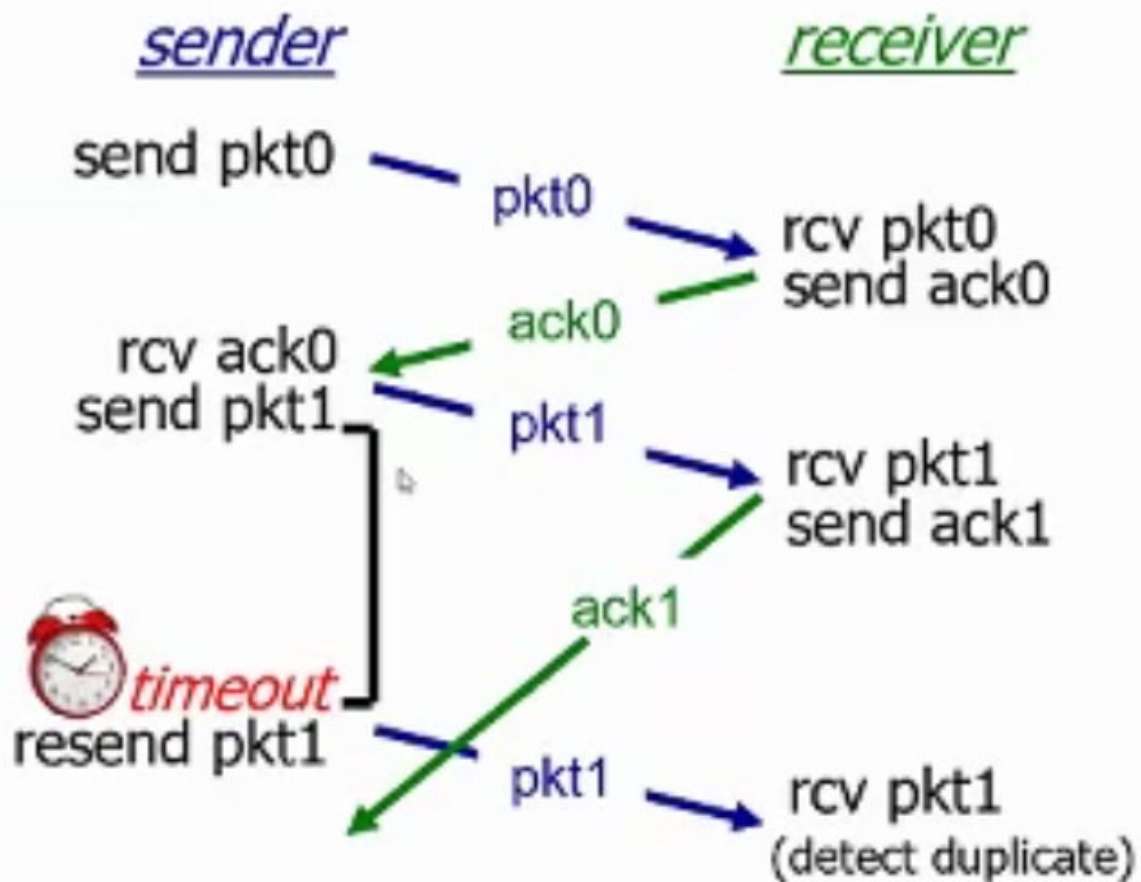 sender receiver
send pkt0
pkt0
rcv pkt0
send ack0
ack0
rcv ack0
send pkt1
pkt1
rcv pkt1
send ack1
ack1
timeout
resend pkt1
pkt1
rcv pkt1
(detect duplicate)